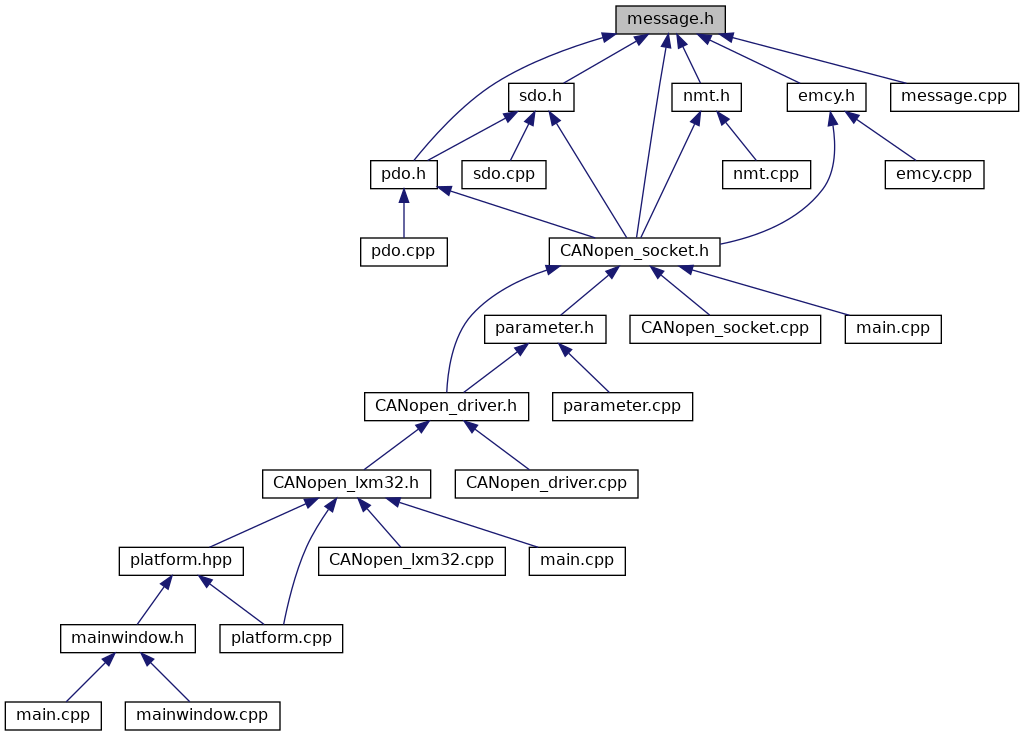 message.h
sdo.h
nmt.h
emcy.h
message.cpp
pdo.h
sdo.cpp
nmt.cpp
emcy.cpp
pdo.cpp
CANopen_socket.h
parameter.h
CANopen_socket.cpp
main.cpp
CANopen_driver.h
parameter.cpp
CANopen_lxm32.h
CANopen_driver.cpp
platform.hpp
CANopen_lxm32.cpp
main.cpp
mainwindow.h
platform.cpp
main.cpp
mainwindow.cpp